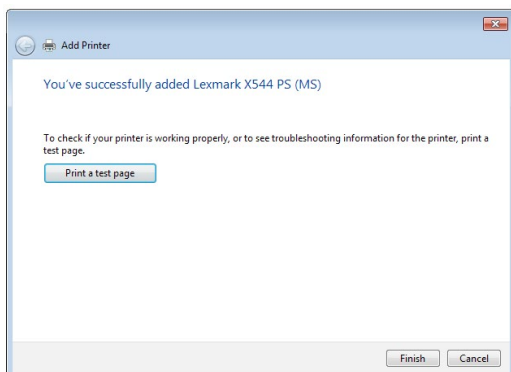 Add Printer
You've successfully added Lexmark X544 PS (MS)
To check if your printer is working properly, or to see troubleshooting information for the printer, print a
test page.
Print a test page
Finish
Cancel